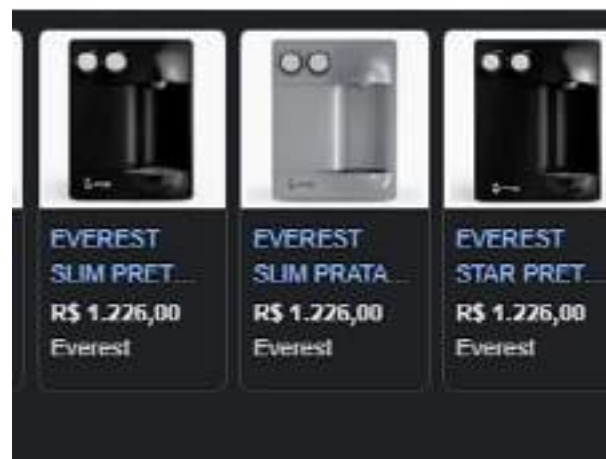 EVEREST
SLIM PRET...
R$ 1.226,00
Everest
EVEREST
SLIM PRATA...
R$ 1.226,00
Everest
EVEREST
STAR PRET...
R$ 1.226,00
Everest